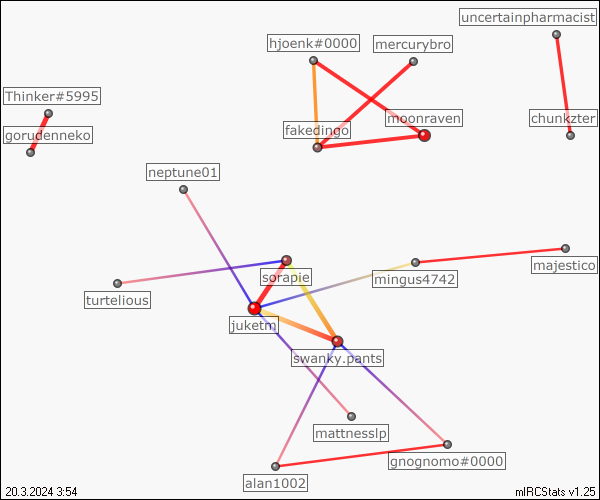 uncertainpharmacist
hjoenk#0000
mercurybro
Thinker#5995
moonraven
chunkzter
fakedingo
gorudenneko
neptune01
sorapie
mingus4742
majestico
turtelious
juketm
swanky.pants
mattnesslp
gnognomo#0000
alan1002
20.3.2024 3:54
mIRCStats v1.25